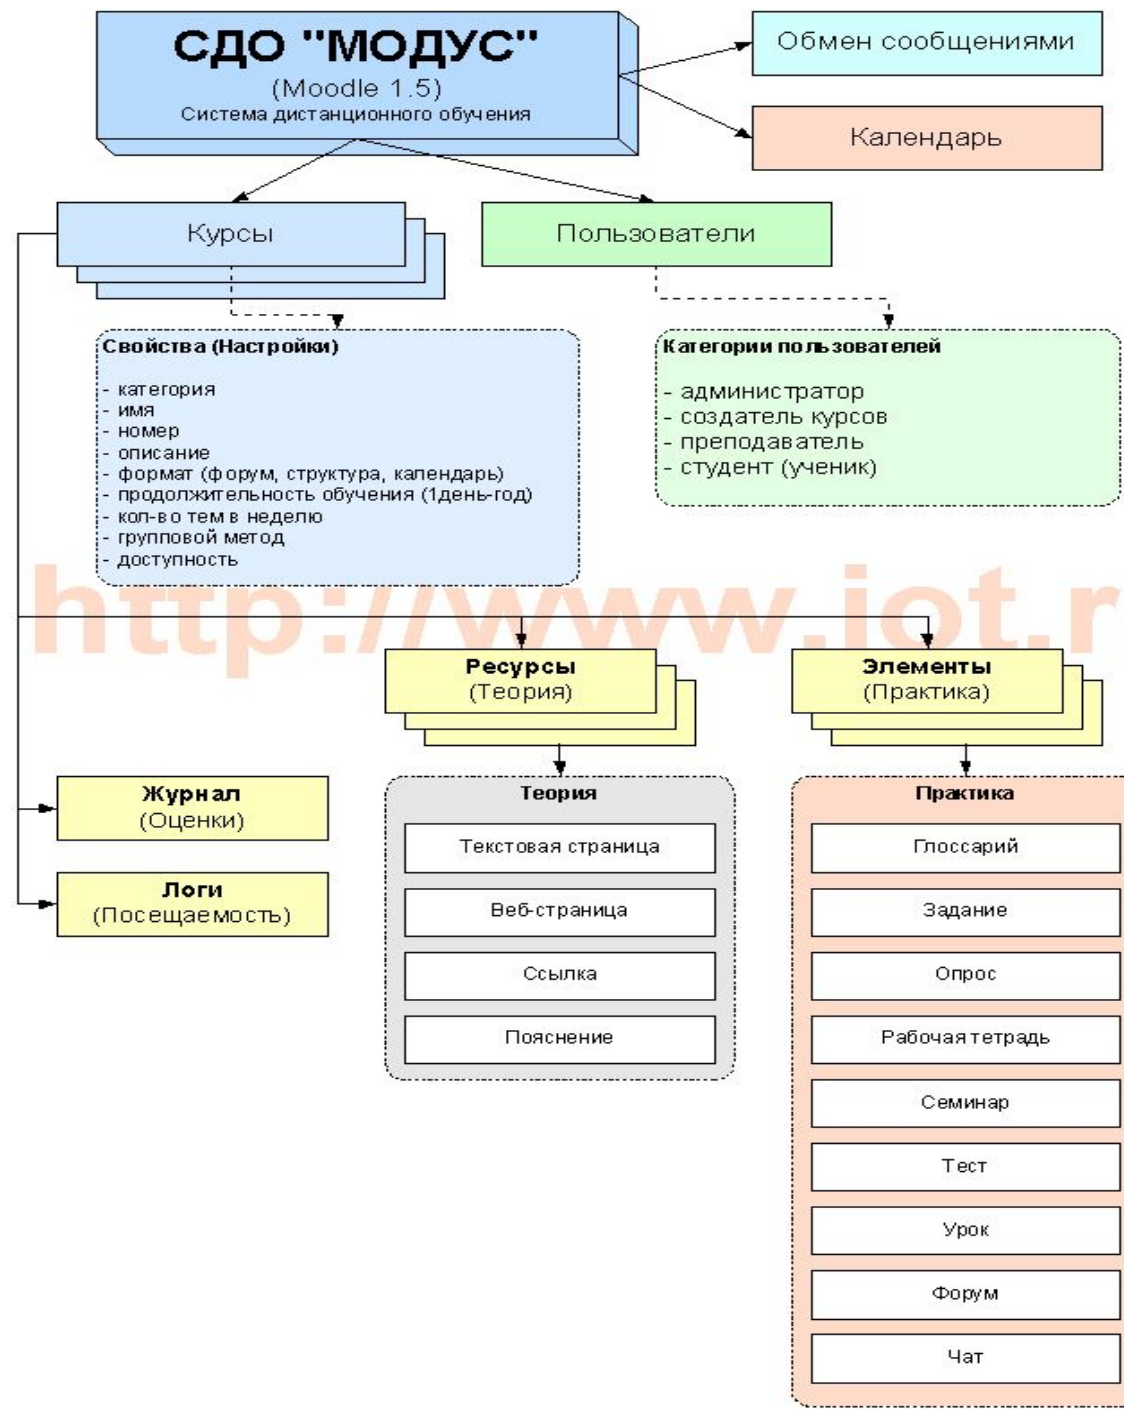 СДО "МОДУС"
(Moodle 1.5)
Система дистанционного обучения
Обмен сообщениями
Календарь
Курсы
Пользователи
Свойства (Настройки)
- категория
- имя
- номер
- описание
- формат (форум, структура, календарь)
- продолжительность обучения (1день-год)
- кол-во тем в неделю
- групповой метод
- доступность
Категории пользователей
- администратор
- создатель курсов
- преподаватель
- студент (ученик)
http://www.iot.r
Ресурсы
(Теория)
Элементы
(Практика)
Журнал
(Оценки)
Логи
(Посещаемость)
Теория
Текстовая страница
Веб-страница
Ссылка
Пояснение
Практика
Глоссарий
Задание
Опрос
Рабочая тетрадь
Семинар
Тест
Урок
Форум
Чат